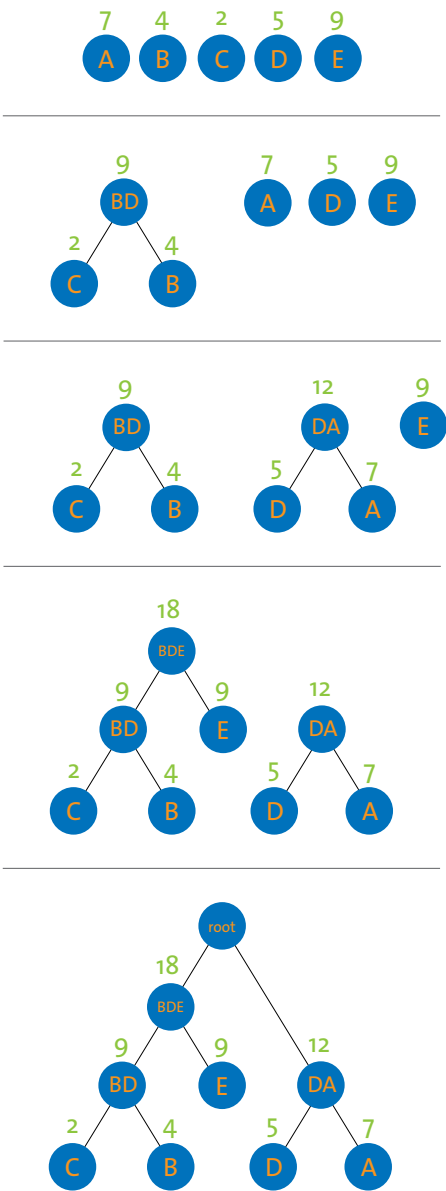 7 4 2 5 9
A B C D E
9 7 5 9
BD A D E
2 4
C B
9 12 9
BD DA E
2 4 5 7
C B D A
18
BDE
9 9 12
BD E DA
2 4 5 7
C B D A
root
18
BDE
9 9 12
BD E DA
2 4 5 7
C B D A